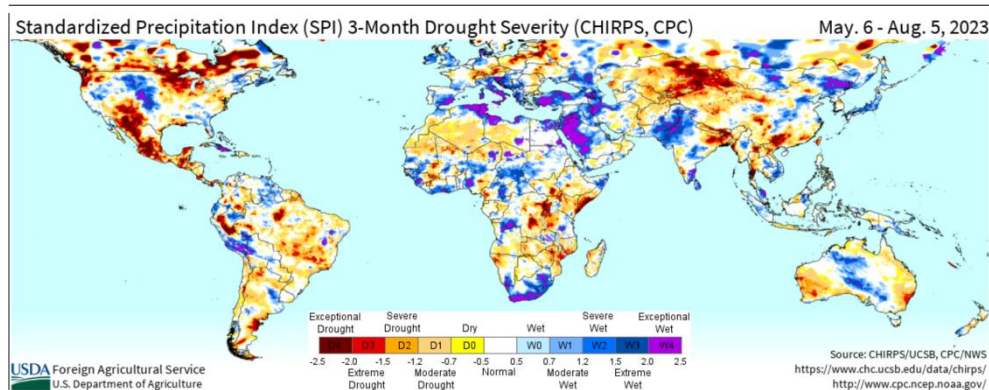 Standardized Precipitation Index (SPI) 3-Month Drought Severity (CHIRPS, CPC) May. 6 - Aug. 5, 2023
Exceptional Drought Severe Drought Dry Wet Severe Wet Exceptional Wet
D4 D3 D2 D1 D0 W0 W1 W2 W3 W4
-2.5 -2.0 -1.5 -1.2 -0.7 -0.5 0.5 0.7 1.2 1.5 2.0 2.5
Extreme Drought Moderate Drought Normal Moderate Wet Extreme Wet
USDA Foreign Agricultural Service
U.S. Department of Agriculture
Source: CHIRPS/UCSB, CPC/NWS
https://www.chc.ucsb.edu/data/chirps/
http://www.cpc.ncep.noaa.gov/